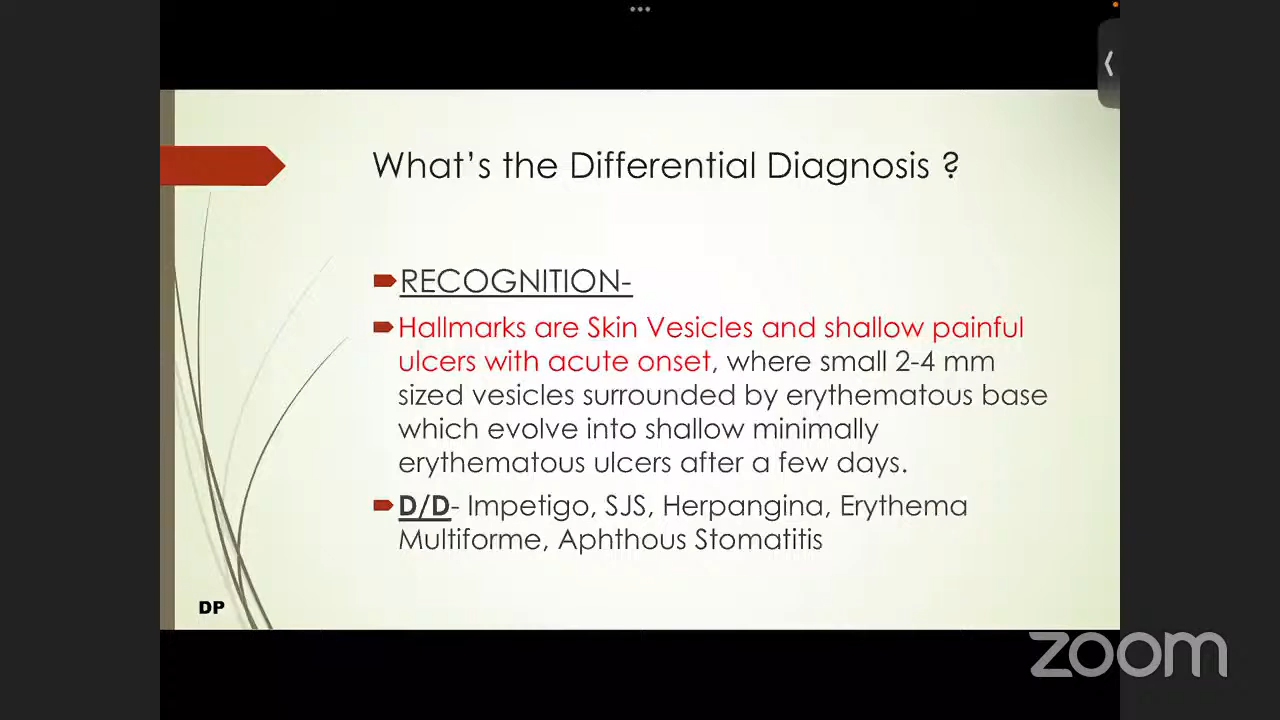 What's the Differential Diagnosis ?
RECOGNITION-
Hallmarks are Skin Vesicles and shallow painful
ulcers with acute onset, where small 2-4 mm
sized vesicles surrounded by erythematous base
which evolve into shallow minimally
erythematous ulcers after a few days.
D/D- Impetigo, SJS, Herpangina, Erythema
Multiforme, Aphthous Stomatitis
DP
zoom